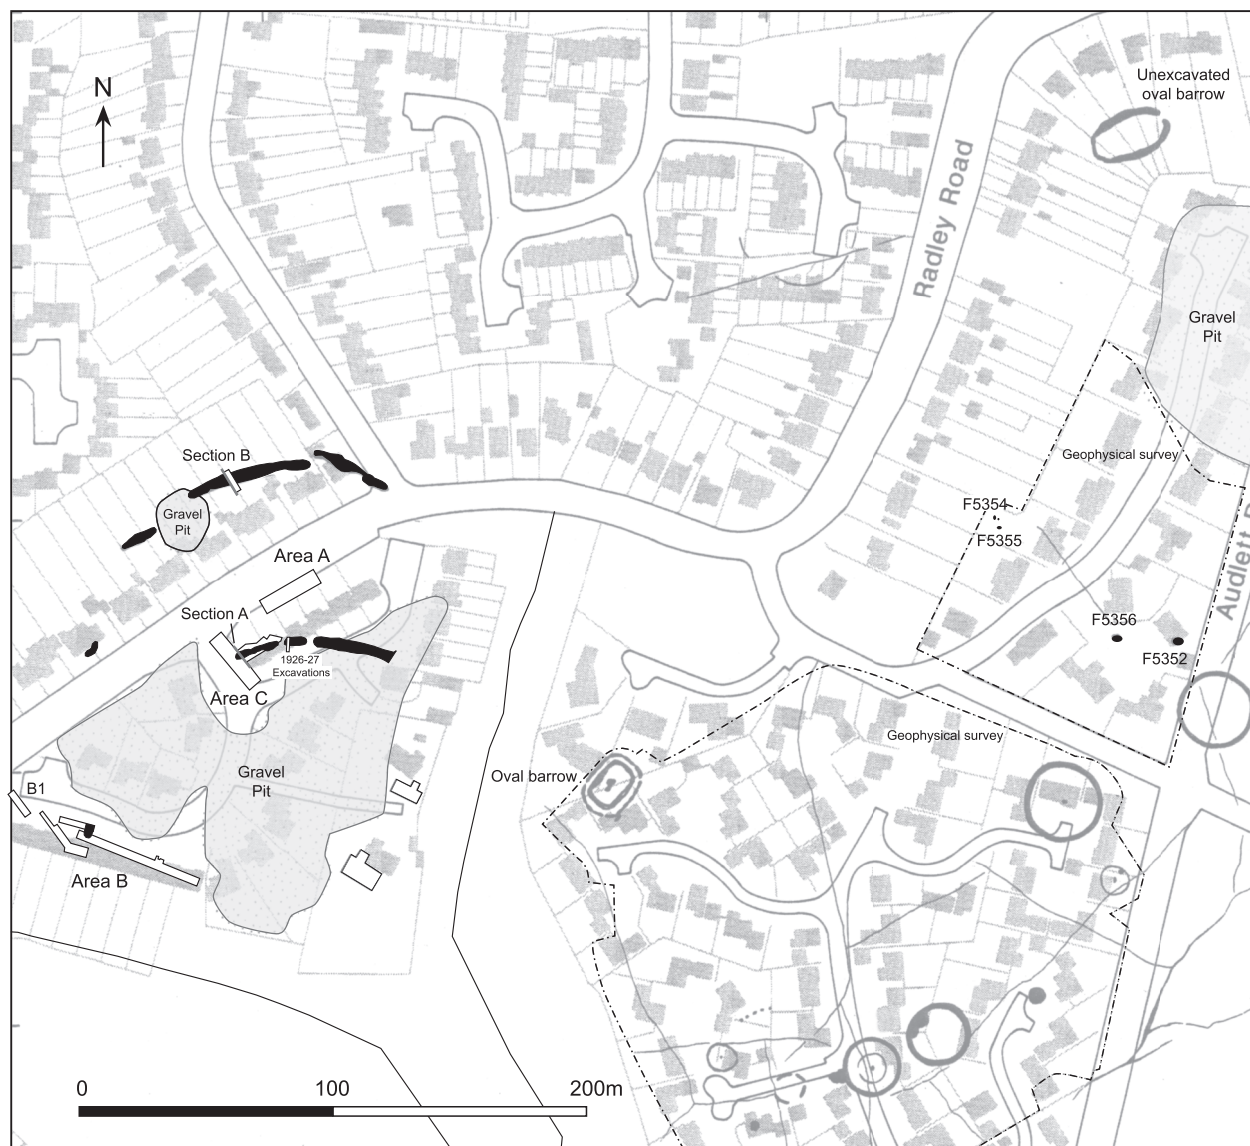 N
Unexcavated
oval barrow
Radley Road
Gravel
Pit
Section B
Geophysical survey
Gravel
Pit
F5354
F5355
Area A
Audlett
Section A
F5356
F5352
1926-27
Excavations
Area C
Geophysical survey
Oval barrow
Gravel
Pit
B1
Area B
0 100 200m